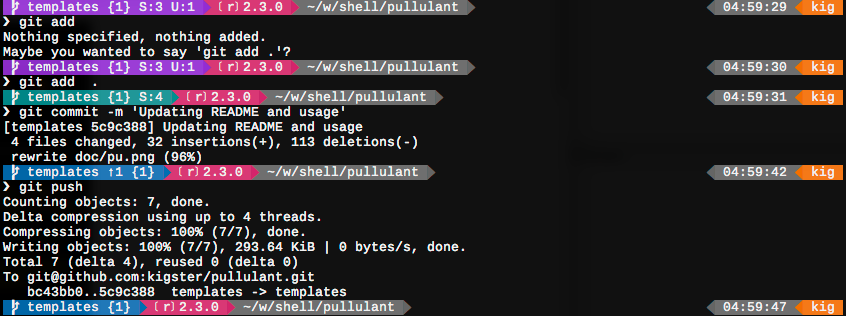 templates {1} S:3 U:1 (r)2.3.0 ~/w/shell/pullulant 04:59:29 kig
❯ git add
Nothing specified, nothing added.
Maybe you wanted to say 'git add .'?
templates {1} S:3 U:1 (r)2.3.0 ~/w/shell/pullulant 04:59:30 kig
❯ git add  .
templates {1} S:4 (r)2.3.0 ~/w/shell/pullulant 04:59:31 kig
❯ git commit -m 'Updating README and usage'
[templates 5c9c388] Updating README and usage
 4 files changed, 32 insertions(+), 113 deletions(-)
 rewrite doc/pu.png (96%)
templates ↑1 {1} (r)2.3.0 ~/w/shell/pullulant 04:59:42 kig
❯ git push
Counting objects: 7, done.
Delta compression using up to 4 threads.
Compressing objects: 100% (7/7), done.
Writing objects: 100% (7/7), 293.64 KiB | 0 bytes/s, done.
Total 7 (delta 4), reused 0 (delta 0)
To git@github.com:kigster/pullulant.git
   bc43bb0..5c9c388  templates -> templates
templates {1} (r)2.3.0 ~/w/shell/pullulant 04:59:47 kig